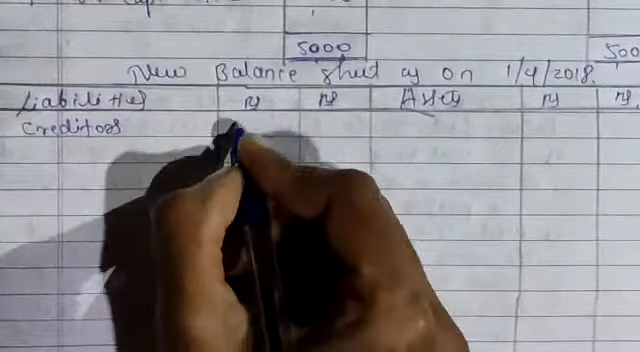 5000 500
New Balance sheet as on 1/4/2018.
Liabilities Rs Rs Assets Rs Rs
Creditors